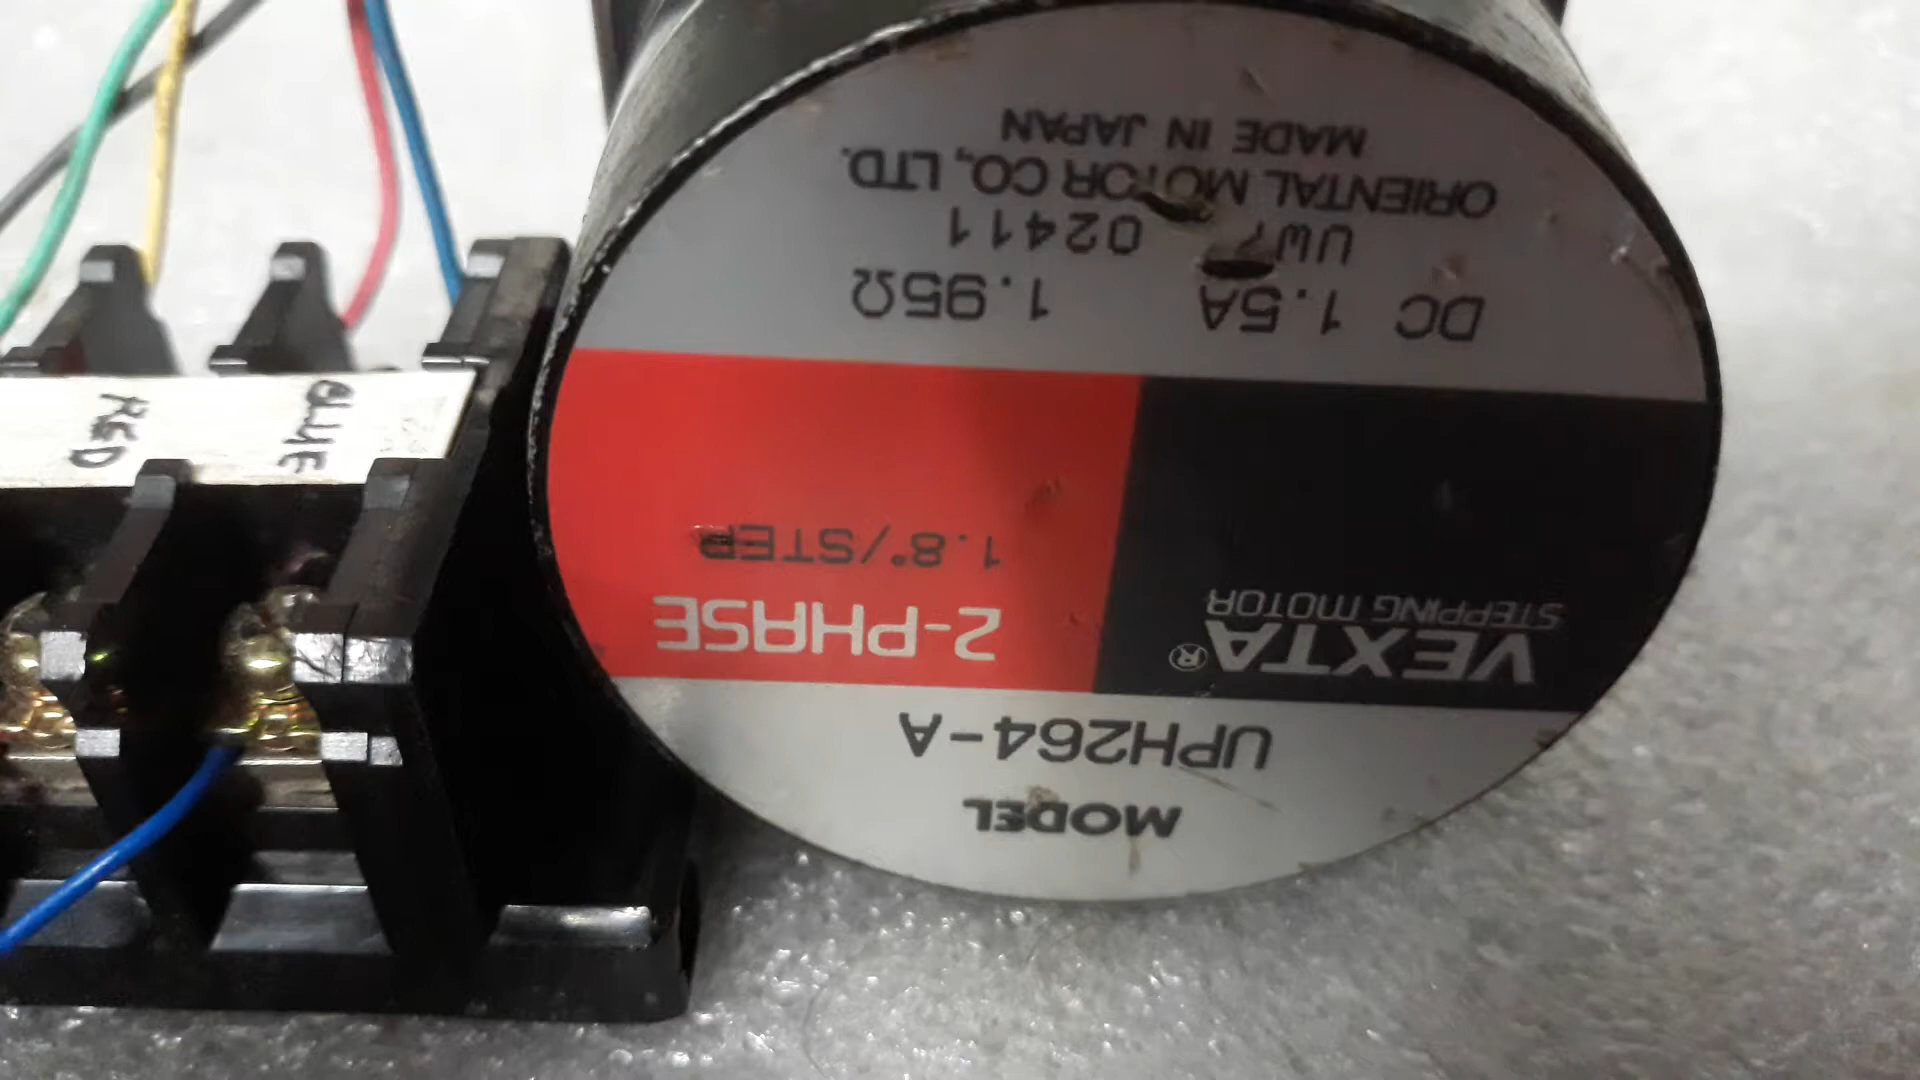 MODEL
UPH264-A
VEXTA®
STEPPING MOTOR
2-PHASE
1.8°/STEP
DC 1.5A 1.95Ω
02411
ORIENTAL MOTOR CO., LTD.
MADE IN JAPAN
BLUE
RED